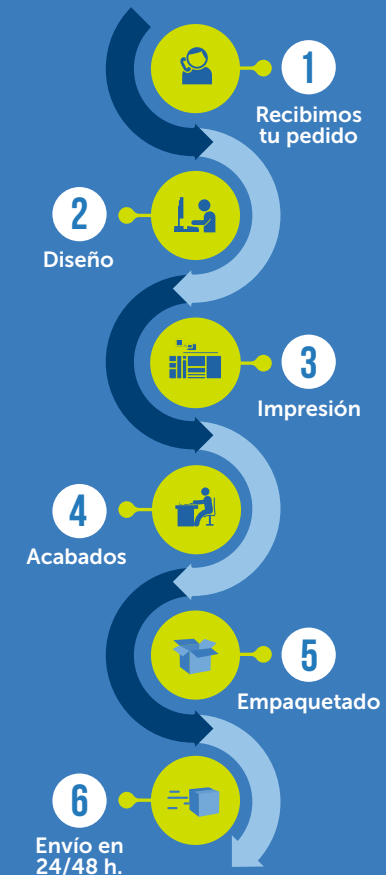 1
Recibimos
tu pedido
2
Diseño
3
Impresión
4
Acabados
5
Empaquetado
6
Envío en
24/48 h.